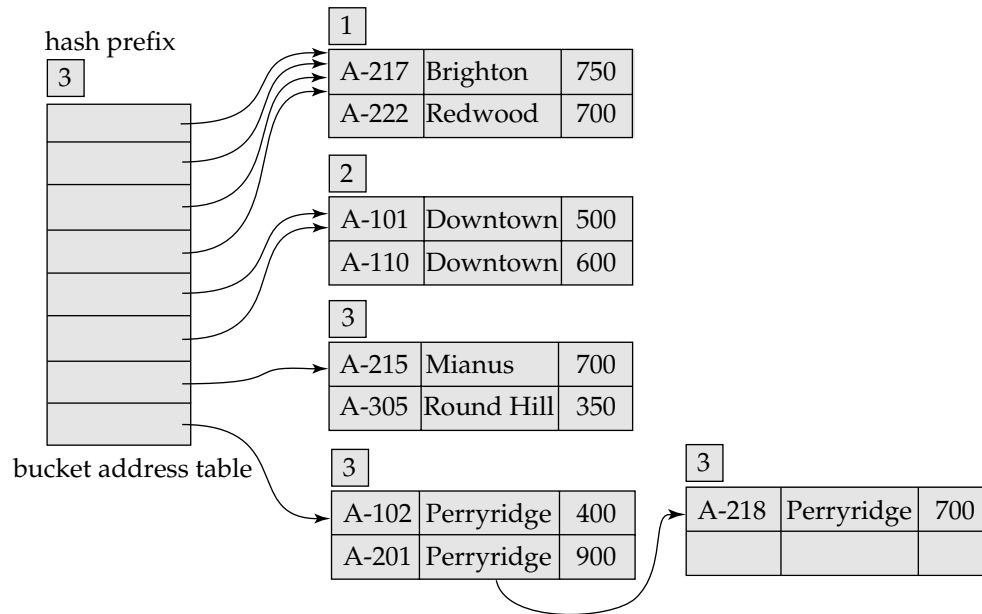 hash prefix
3
1
A-217 Brighton 750
A-222 Redwood 700
2
A-101 Downtown 500
A-110 Downtown 600
3
A-215 Mianus 700
A-305 Round Hill 350
bucket address table
3
A-102 Perryridge 400
A-201 Perryridge 900
3
A-218 Perryridge 700